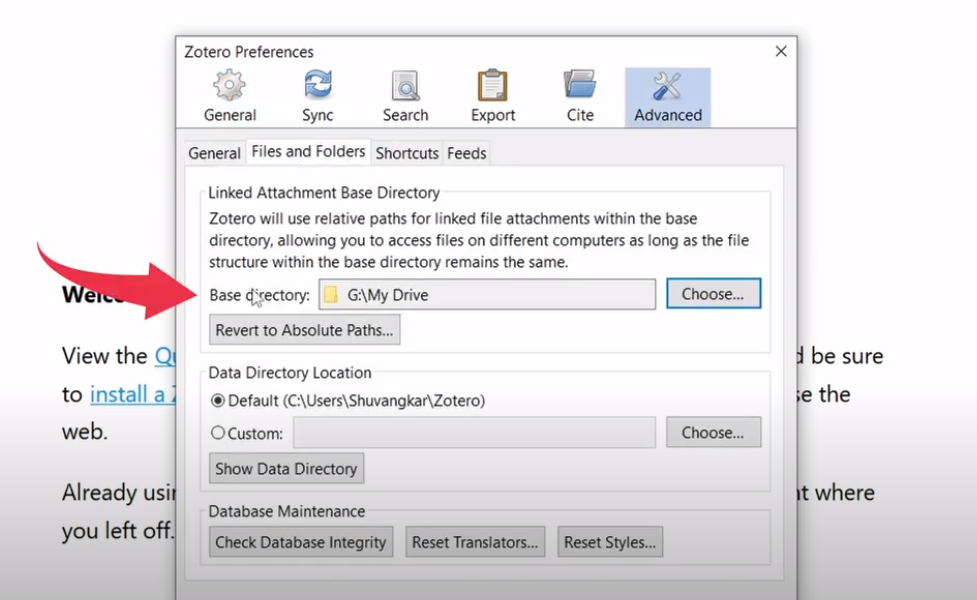 Zotero Preferences
General Sync Search Export Cite Advanced
General Files and Folders Shortcuts Feeds
Linked Attachment Base Directory
Zotero will use relative paths for linked file attachments within the base
directory, allowing you to access files on different computers as long as the file
structure within the base directory remains the same.
Base directory: G:\My Drive Choose...
Revert to Absolute Paths...
Data Directory Location
Default (C:\Users\Shuvangkar\Zotero)
Custom: Choose...
Show Data Directory
Database Maintenance
Check Database Integrity Reset Translators... Reset Styles...
View the
be sure
to install a
the
web.
Already
where
you left off.